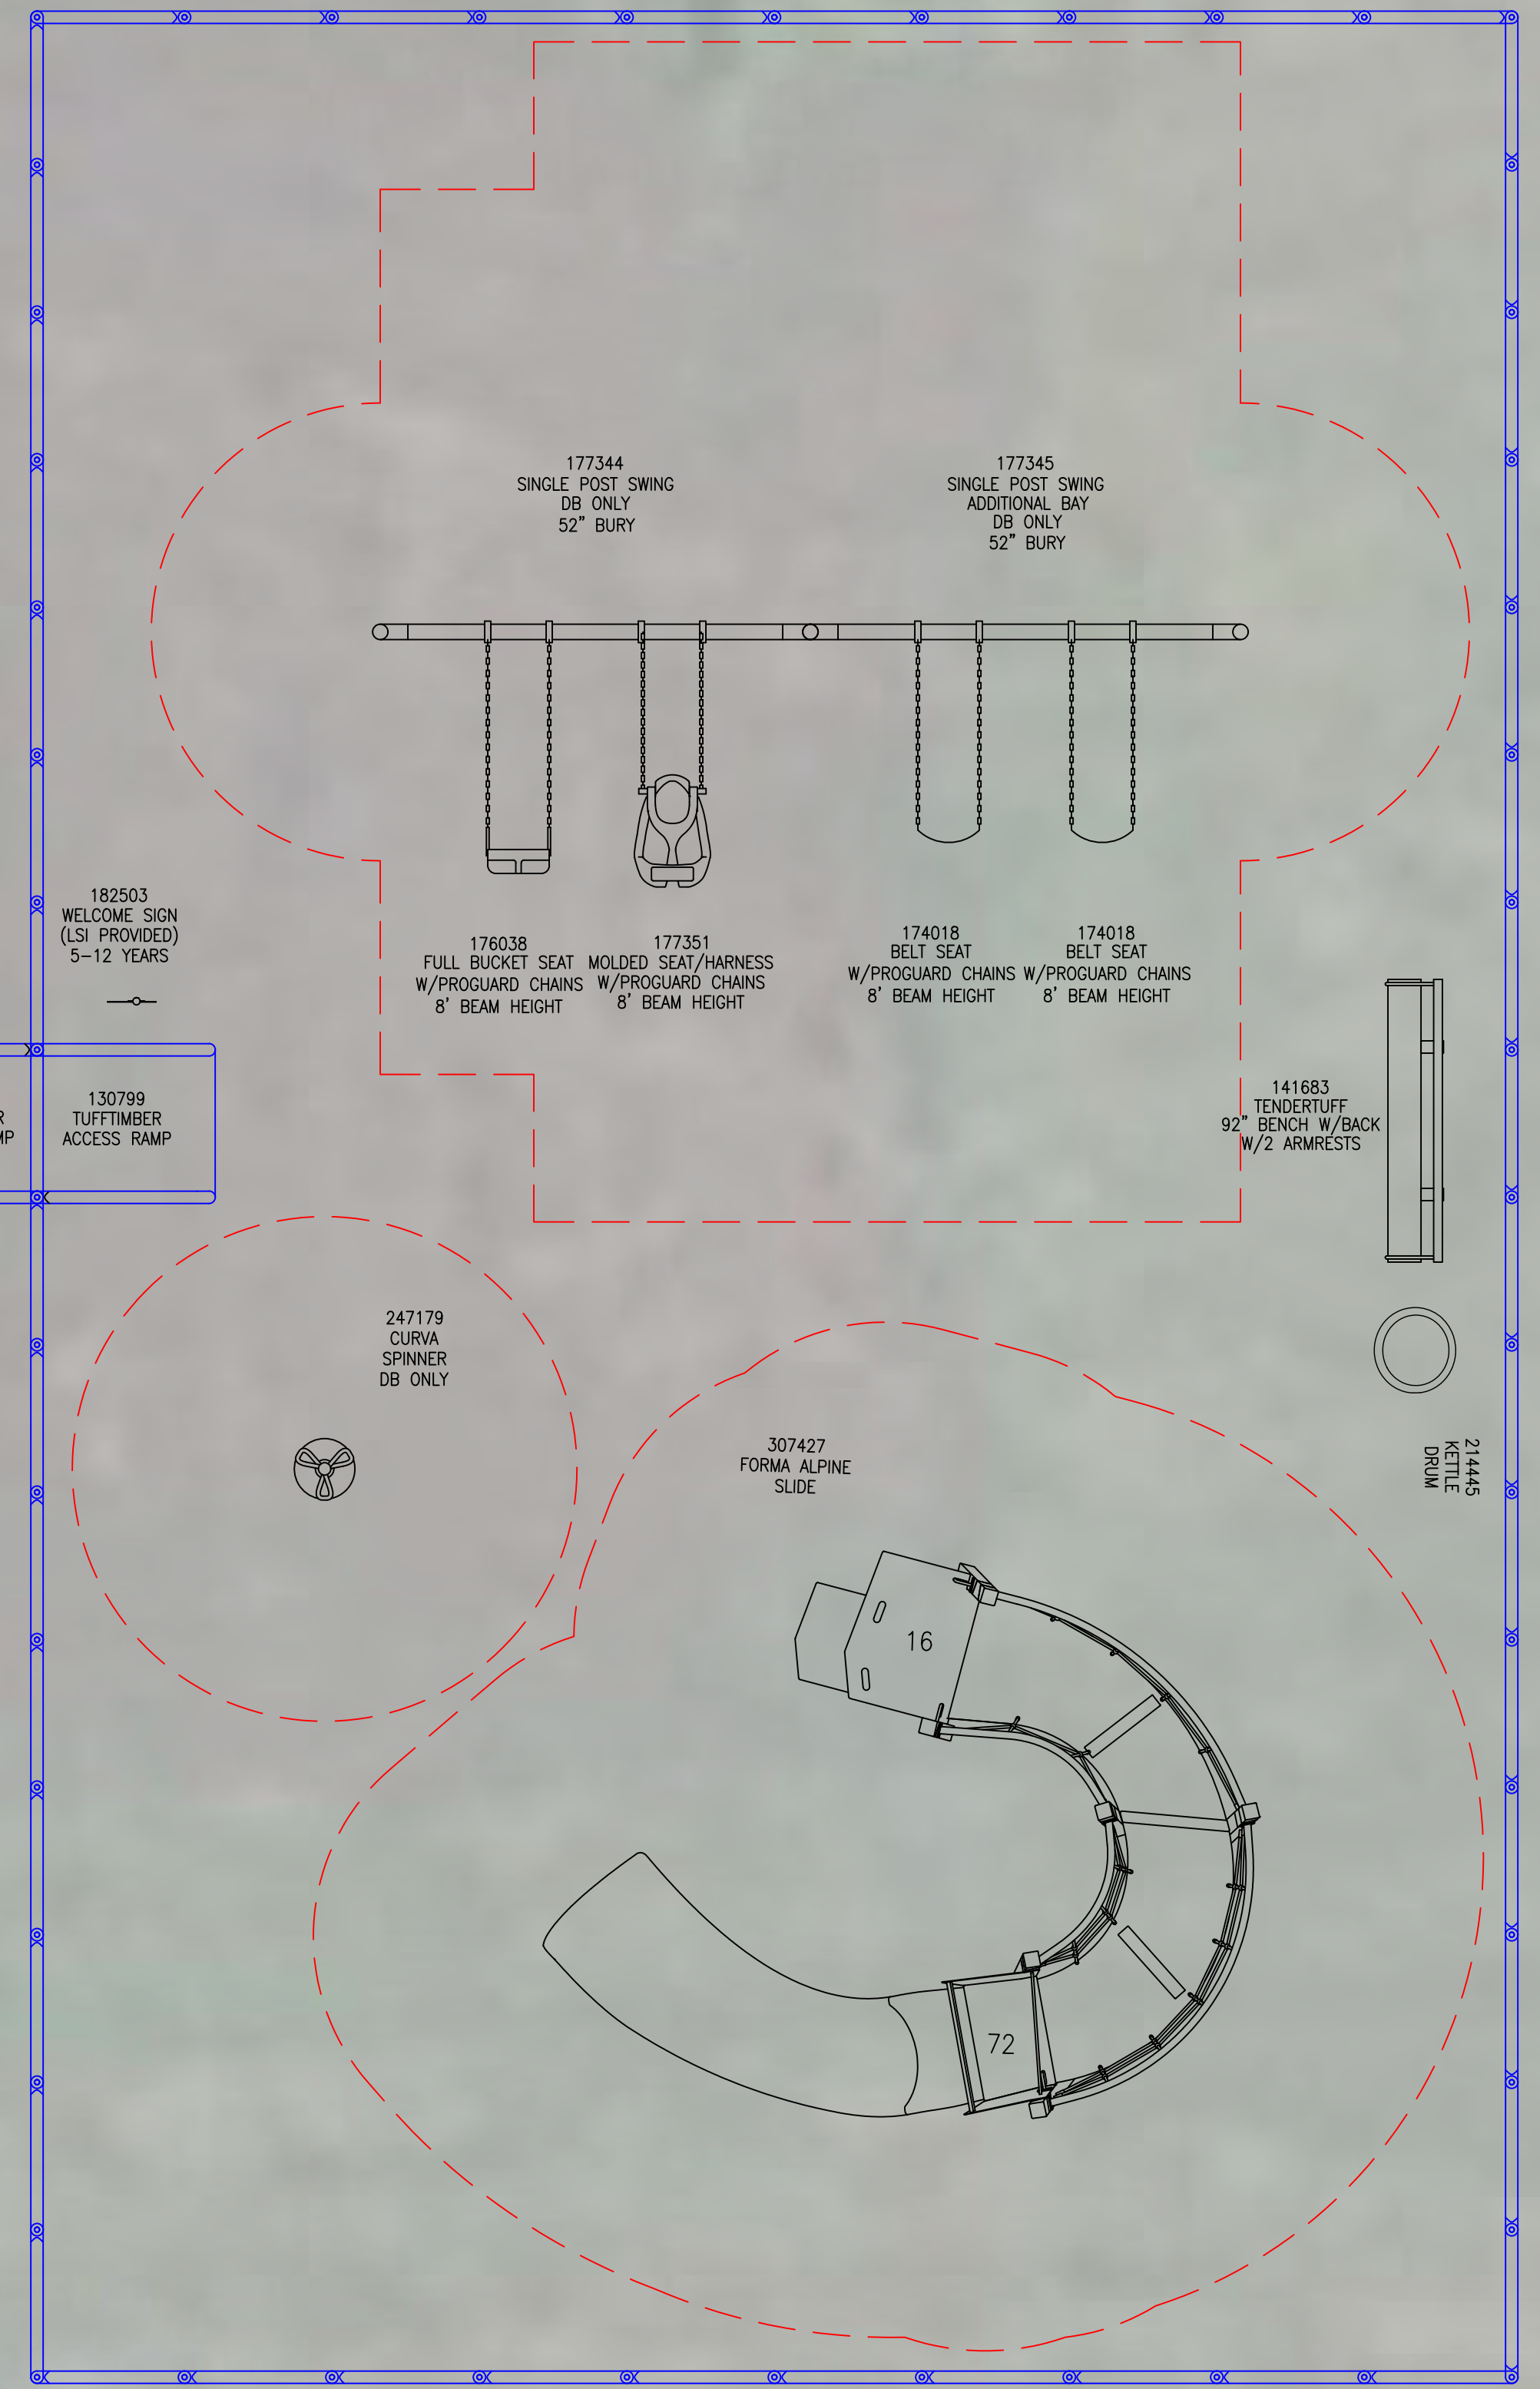 177344
SINGLE POST SWING
DB ONLY
52" BURY
177345
SINGLE POST SWING
ADDITIONAL BAY
DB ONLY
52" BURY
182503
WELCOME SIGN
(LSI PROVIDED)
5-12 YEARS
176038
FULL BUCKET SEAT
W/PROGUARD CHAINS
8' BEAM HEIGHT
177351
MOLDED SEAT/HARNESS
W/PROGUARD CHAINS
8' BEAM HEIGHT
174018
BELT SEAT
W/PROGUARD CHAINS
8' BEAM HEIGHT
174018
BELT SEAT
W/PROGUARD CHAINS
8' BEAM HEIGHT
R
MP
130799
TUFFTIMBER
ACCESS RAMP
141683
TENDERTUFF
92" BENCH W/BACK
W/2 ARMRESTS
247179
CURVA
SPINNER
DB ONLY
307427
FORMA ALPINE
SLIDE
214445
KETTLE
DRUM
16
72